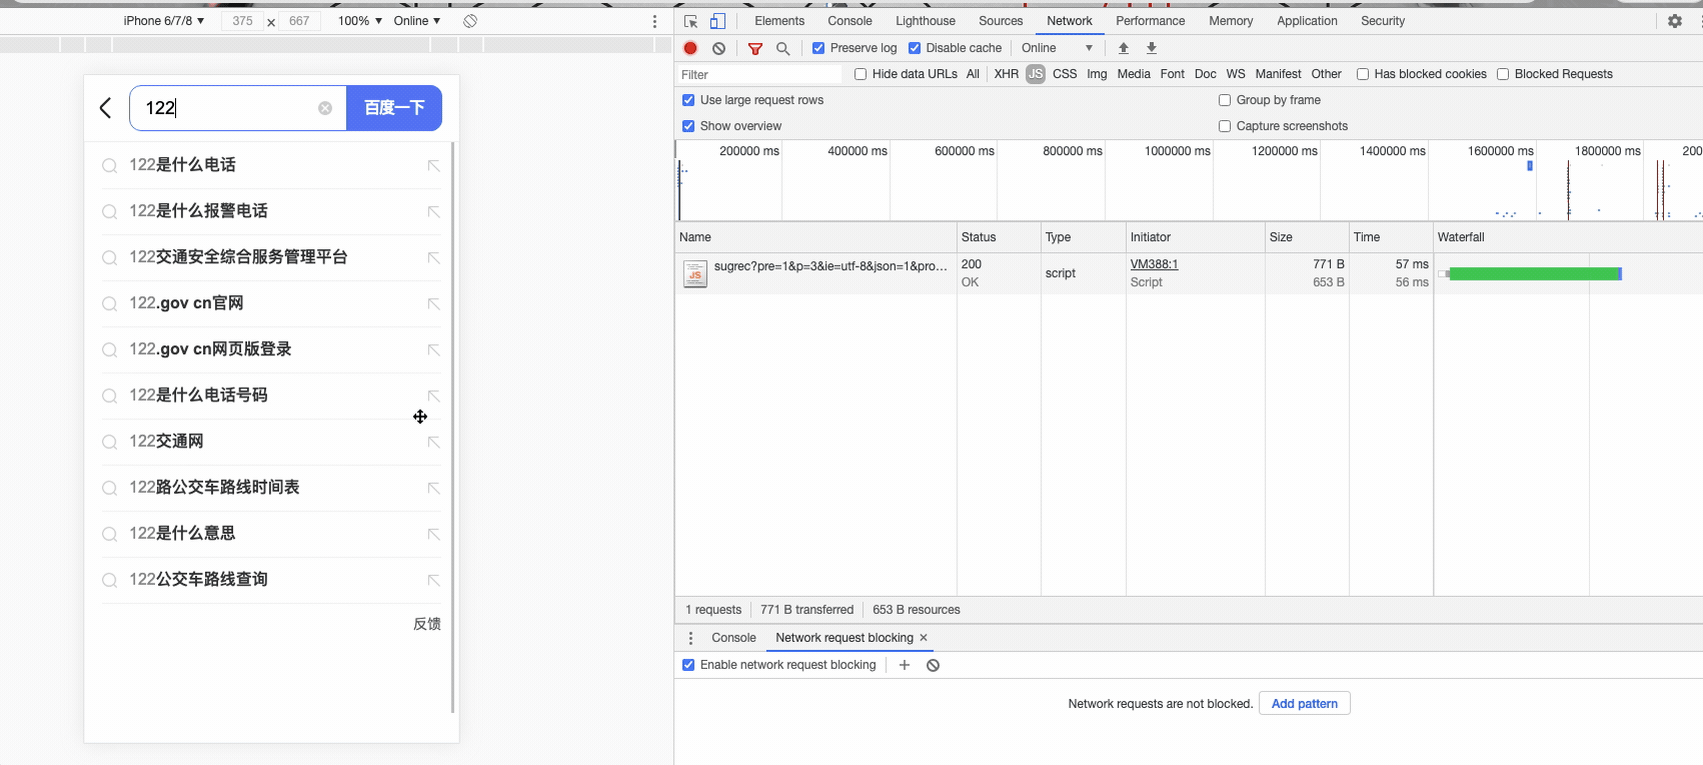 iPhone 6/7/8 ▼ 375 × 667 100% ▼ Online ▼
122 百度一下
122是什么电话
122是什么报警电话
122交通安全综合服务管理平台
122.gov cn官网
122.gov cn网页版登录
122是什么电话号码
122交通网
122路公交车路线时间表
122是什么意思
122公交车路线查询
反馈
Elements Console Lighthouse Sources Network Performance Memory Application Security
Preserve log Disable cache Online ▼
Filter Hide data URLs All XHR JS CSS Img Media Font Doc WS Manifest Other Has blocked cookies Blocked Requests
Use large request rows Group by frame
Show overview Capture screenshots
200000 ms 400000 ms 600000 ms 800000 ms 1000000 ms 1200000 ms 1400000 ms 1600000 ms 1800000 ms 200
Name Status Type Initiator Size Time Waterfall
JS sugrec?pre=1&p=3&ie=utf-8&json=1&pro... 200 script VM388:1 771 B 57 ms
OK Script 653 B 56 ms
1 requests 771 B transferred 653 B resources
Console Network request blocking ×
Enable network request blocking
Network requests are not blocked. Add pattern